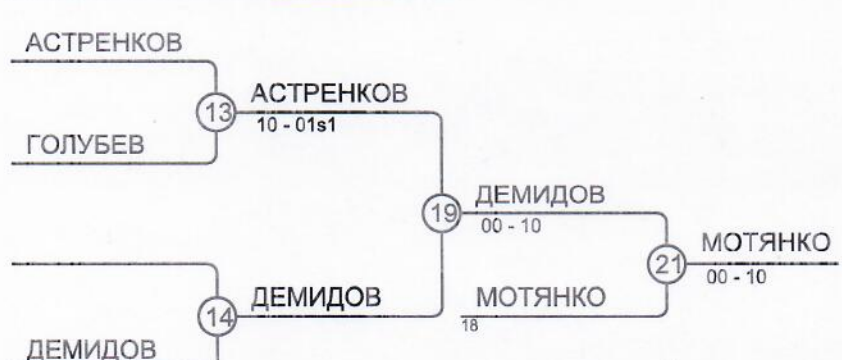 АСТРЕНКОВ
13
АСТРЕНКОВ
10 - 01s1
ГОЛУБЕВ
19
ДЕМИДОВ
00 - 10
21
МОТЯНКО
00 - 10
14
ДЕМИДОВ
МОТЯНКО
18
ДЕМИДОВ